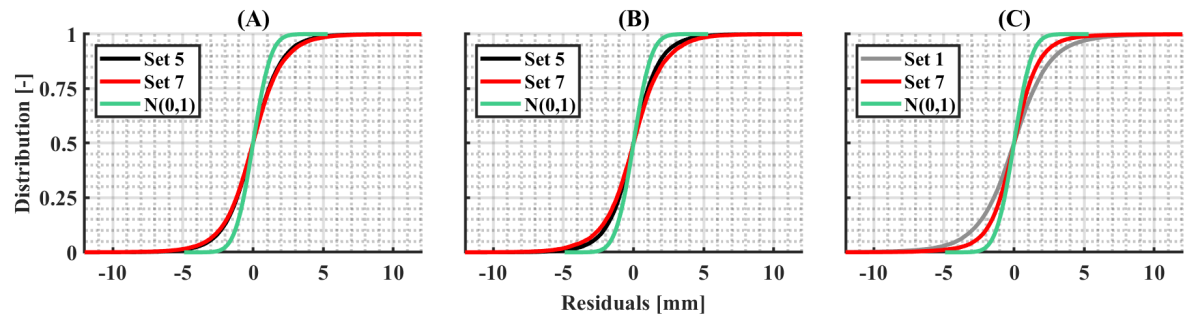 (A)
(B)
(C)
Distribution [-]
1
0.75
0.5
0.25
0
Set 5
Set 7
N(0,1)
Set 5
Set 7
N(0,1)
Set 1
Set 7
N(0,1)
-10 -5 0 5 10
-10 -5 0 5 10
-10 -5 0 5 10
Residuals [mm]